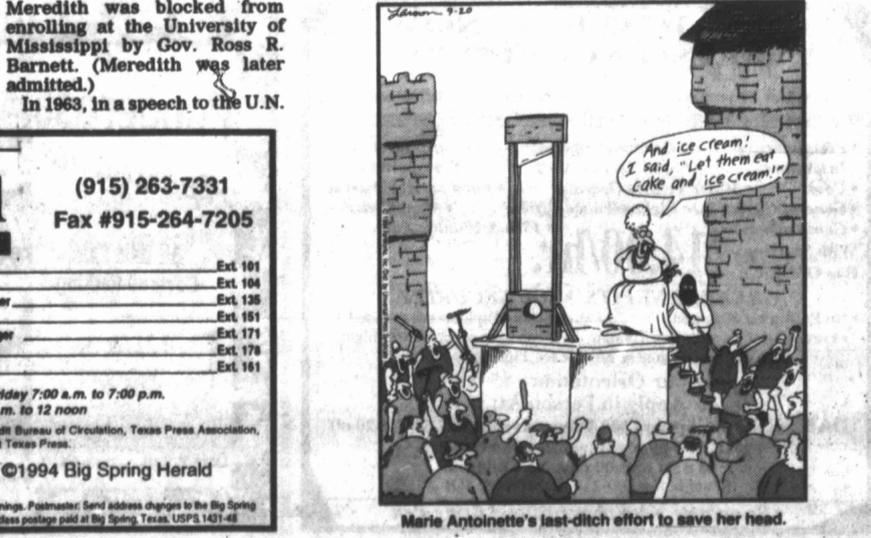 Meredith was blocked from
enrolling at the University of
Mississippi by Gov. Ross R.
Barnett. (Meredith was later
admitted.)
In 1963, in a speech to the U.N.
(915) 263-7331
Fax #915-264-7205
Ext. 101
Ext. 104
Ext. 135
Ext. 151
Ext. 171
Ext. 178
Ext. 161
7:00 a.m. to 7:00 p.m.
to 12 noon
Bureau of Circulation, Texas Press Association,
Texas Press.
©1994 Big Spring Herald
Postmaster: Send address changes to the Big Spring
postage paid at Big Spring, Texas. USPS 1431-48
Larson 9-20
And ice cream!
I said, "Let them eat
cake and ice cream!"
Marie Antoinette's last-ditch effort to save her head.